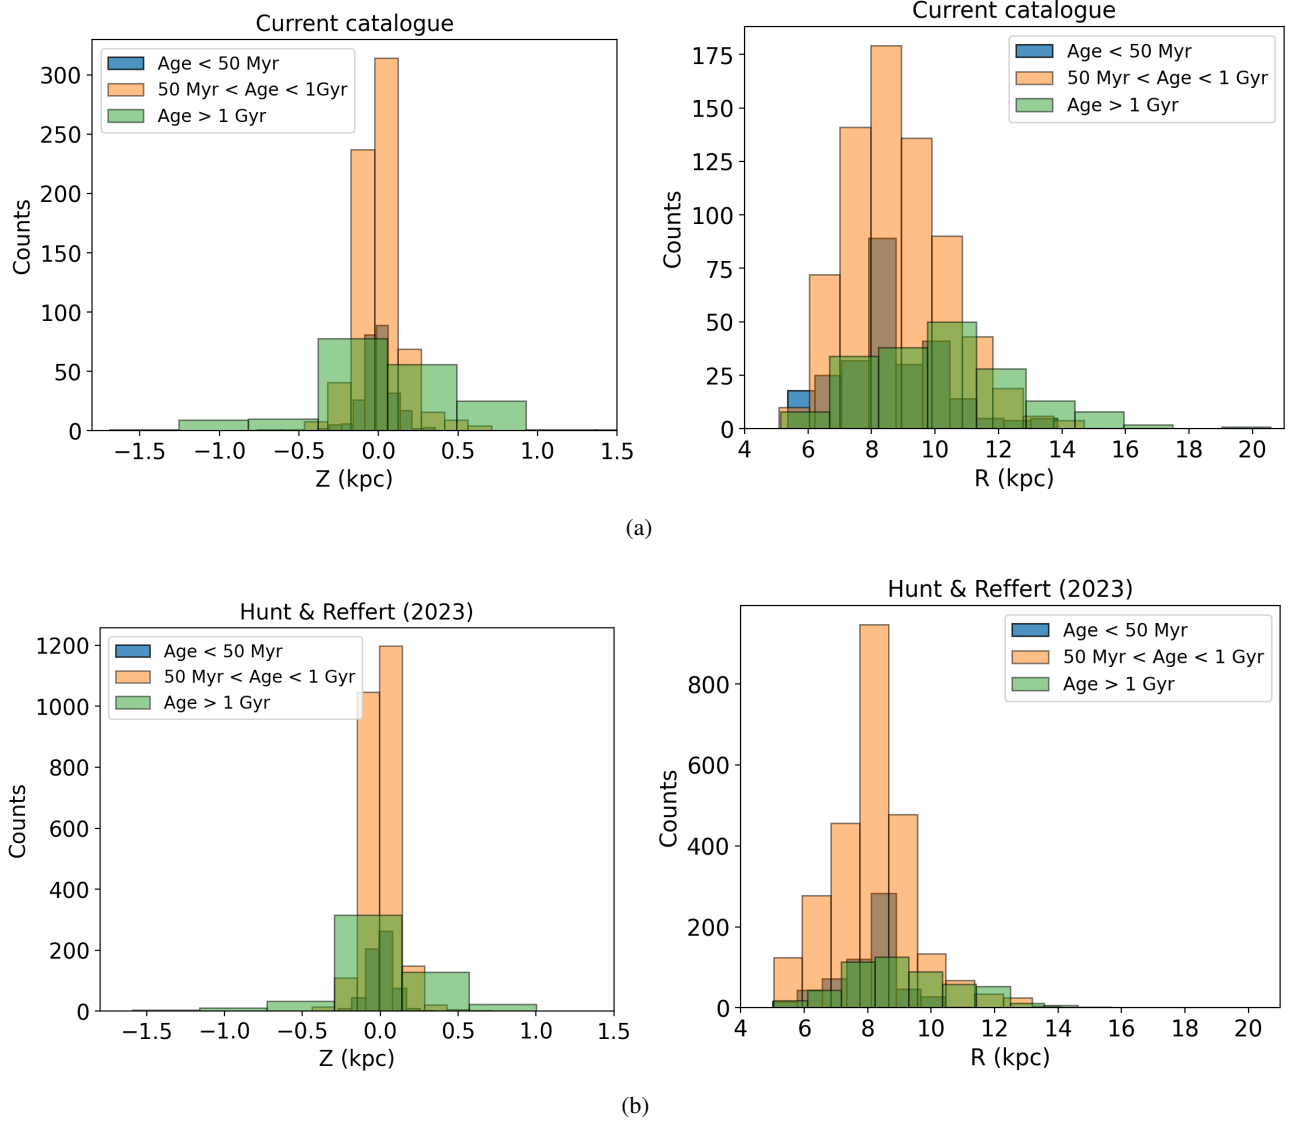 Current catalogue
Age < 50 Myr
50 Myr < Age < 1Gyr
Age > 1 Gyr
300
250
200
150
100
50
0
Counts
−1.5 −1.0 −0.5 0.0 0.5 1.0 1.5
Z (kpc)
Current catalogue
Age < 50 Myr
50 Myr < Age < 1 Gyr
Age > 1 Gyr
175
150
125
100
75
50
25
0
Counts
4 6 8 10 12 14 16 18 20
R (kpc)
(a)
Hunt & Reffert (2023)
Age < 50 Myr
50 Myr < Age < 1 Gyr
Age > 1 Gyr
1200
1000
800
600
400
200
0
Counts
−1.5 −1.0 −0.5 0.0 0.5 1.0 1.5
Z (kpc)
Hunt & Reffert (2023)
Age < 50 Myr
50 Myr < Age < 1 Gyr
Age > 1 Gyr
800
600
400
200
0
Counts
4 6 8 10 12 14 16 18 20
R (kpc)
(b)